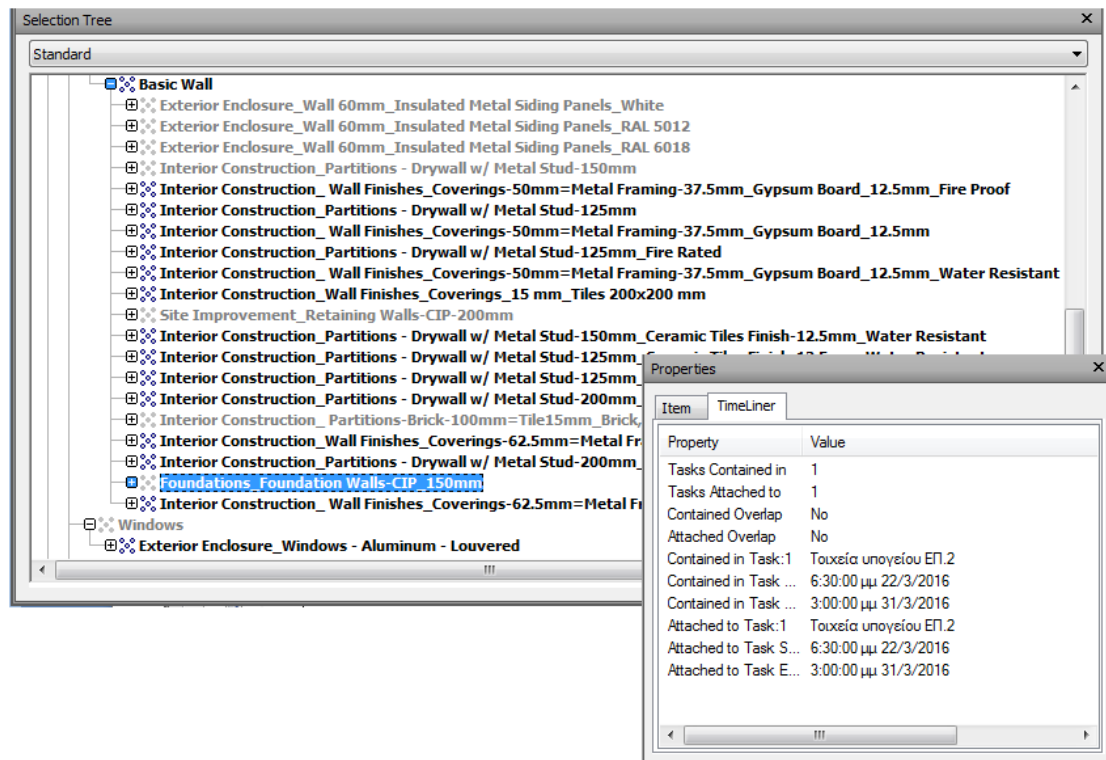 Selection Tree
Standard
Basic Wall
Exterior Enclosure_Wall 60mm_Insulated Metal Siding Panels_White
Exterior Enclosure_Wall 60mm_Insulated Metal Siding Panels_RAL 5012
Exterior Enclosure_Wall 60mm_Insulated Metal Siding Panels_RAL 6018
Interior Construction_Partitions - Drywall w/ Metal Stud-150mm
Interior Construction_ Wall Finishes_Coverings-50mm=Metal Framing-37.5mm_Gypsum Board_12.5mm_Fire Proof
Interior Construction_Partitions - Drywall w/ Metal Stud-125mm
Interior Construction_ Wall Finishes_Coverings-50mm=Metal Framing-37.5mm_Gypsum Board_12.5mm
Interior Construction_Partitions - Drywall w/ Metal Stud-125mm_Fire Rated
Interior Construction_ Wall Finishes_Coverings-50mm=Metal Framing-37.5mm_Gypsum Board_12.5mm_Water Resistant
Interior Construction_Wall Finishes_Coverings_15 mm_Tiles 200x200 mm
Site Improvement_Retaining Walls-CIP-200mm
Interior Construction_Partitions - Drywall w/ Metal Stud-150mm_Ceramic Tiles Finish-12.5mm_Water Resistant
Interior Construction_Partitions - Drywall w/ Metal Stud-125mm_Ceramic Tiles Finish-12.5mm_Water Resistant
Interior Construction_Partitions - Drywall w/ Metal Stud-125mm_
Interior Construction_Partitions - Drywall w/ Metal Stud-200mm_
Interior Construction_ Partitions-Brick-100mm=Tile15mm_Brick,
Interior Construction_Wall Finishes_Coverings-62.5mm=Metal Fr
Interior Construction_Partitions - Drywall w/ Metal Stud-200mm_
Foundations_Foundation Walls-CIP_150mm
Interior Construction_ Wall Finishes_Coverings-62.5mm=Metal Fr
Windows
Exterior Enclosure_Windows - Aluminum - Louvered
Properties
Item TimeLiner
Property Value
Tasks Contained in 1
Tasks Attached to 1
Contained Overlap No
Attached Overlap No
Contained in Task:1 Τοιχεία υπογείου ΕΠ.2
Contained in Task ... 6:30:00 μμ 22/3/2016
Contained in Task ... 3:00:00 μμ 31/3/2016
Attached to Task:1 Τοιχεία υπογείου ΕΠ.2
Attached to Task S... 6:30:00 μμ 22/3/2016
Attached to Task E... 3:00:00 μμ 31/3/2016